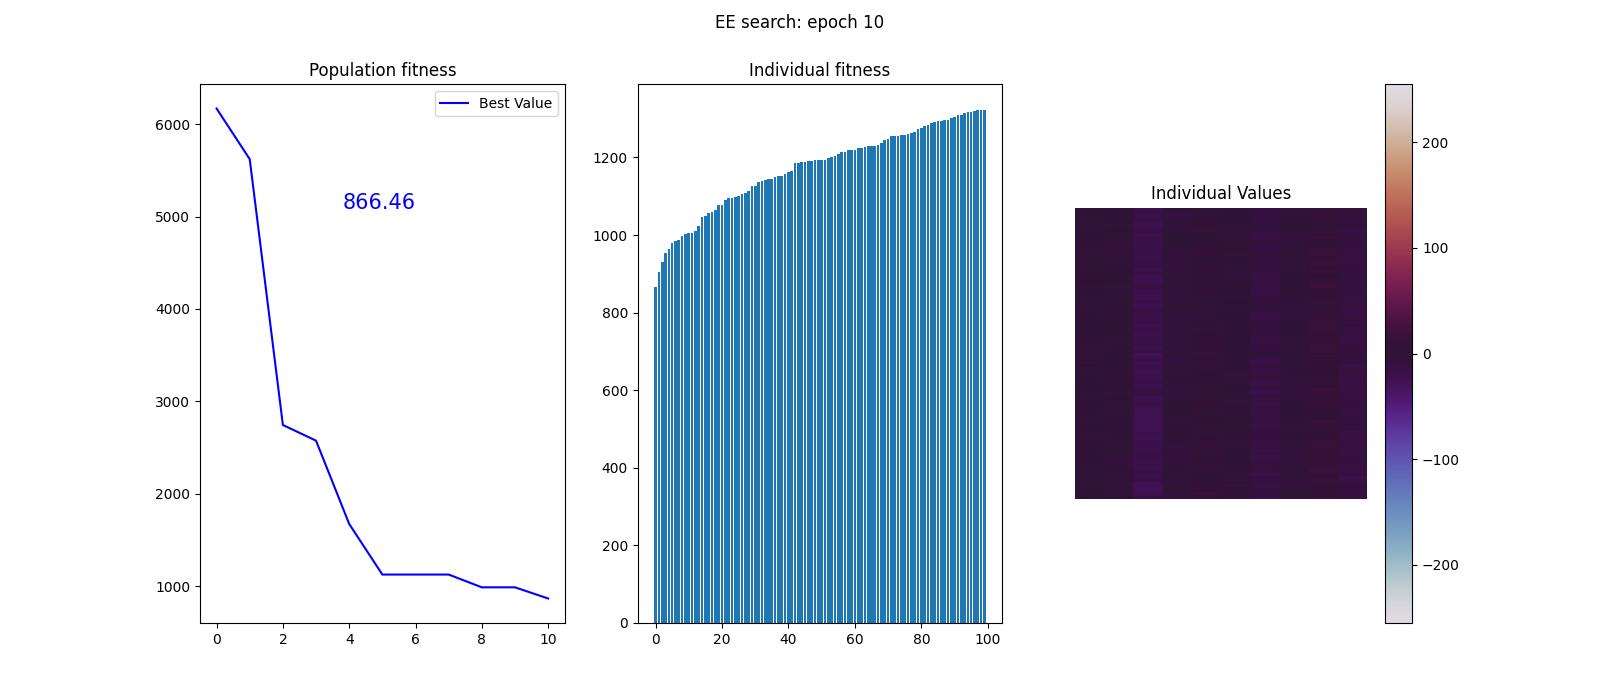 EE search: epoch 10
Population fitness
Best Value
866.46
6000
5000
4000
3000
2000
1000
0 2 4 6 8 10
Individual fitness
1200
1000
800
600
400
200
0
0 20 40 60 80 100
Individual Values
200
100
0
−100
−200